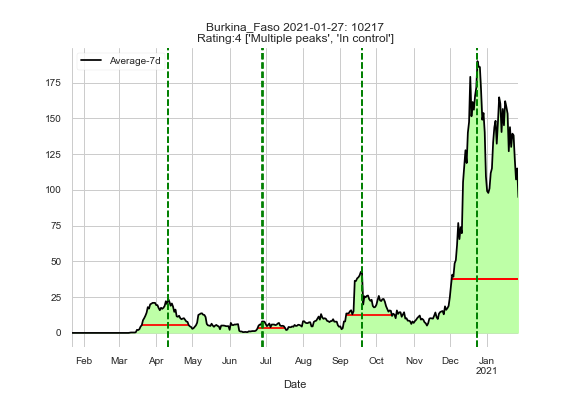 Burkina_Faso 2021-01-27: 10217
Rating:4 ['Multiple peaks', 'In control']
Average-7d
175
150
125
100
75
50
25
0
Feb Mar Apr May Jun Jul Aug Sep Oct Nov Dec Jan
2021
Date